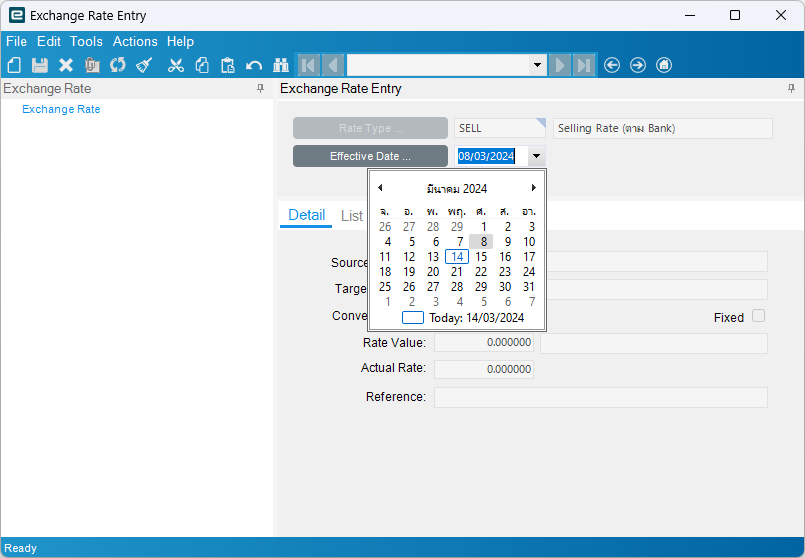 Exchange Rate Entry
File Edit Tools Actions Help
Exchange Rate
Exchange Rate
Exchange Rate Entry
Rate Type ... SELL Selling Rate (ตาม Bank)
Effective Date ... 08/03/2024
มีนาคม 2024
จ. อ. พ. พฤ. ศ. ส. อา.
26 27 28 29 1 2 3
4 5 6 7 8 9 10
11 12 13 14 15 16 17
18 19 20 21 22 23 24
25 26 27 28 29 30 31
1 2 3 4 5 6 7
Today: 14/03/2024
Detail List
Source
Targe
Conve
Fixed
Rate Value: 0.000000
Actual Rate: 0.000000
Reference:
Ready